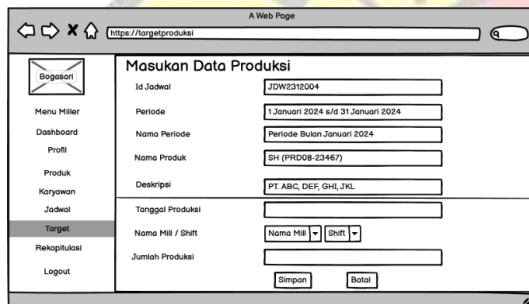 A Web Page
https://targetproduksi
Bogasari
Menu Miller
Dashboard
Profil
Produk
Karyawan
Jadwal
Target
Rekapitulasi
Logout
Masukan Data Produksi
Id Jadwal JDW2312004
Periode 1 Januari 2024 s/d 31 Januari 2024
Nama Periode Periode Bulan Januari 2024
Nama Produk SH (PRD08-23467)
Deskripsi PT. ABC, DEF, GHI, JKL
Tanggal Produksi
Nama Mill / Shift Nama Mill Shift
Jumlah Produksi
Simpan Batal